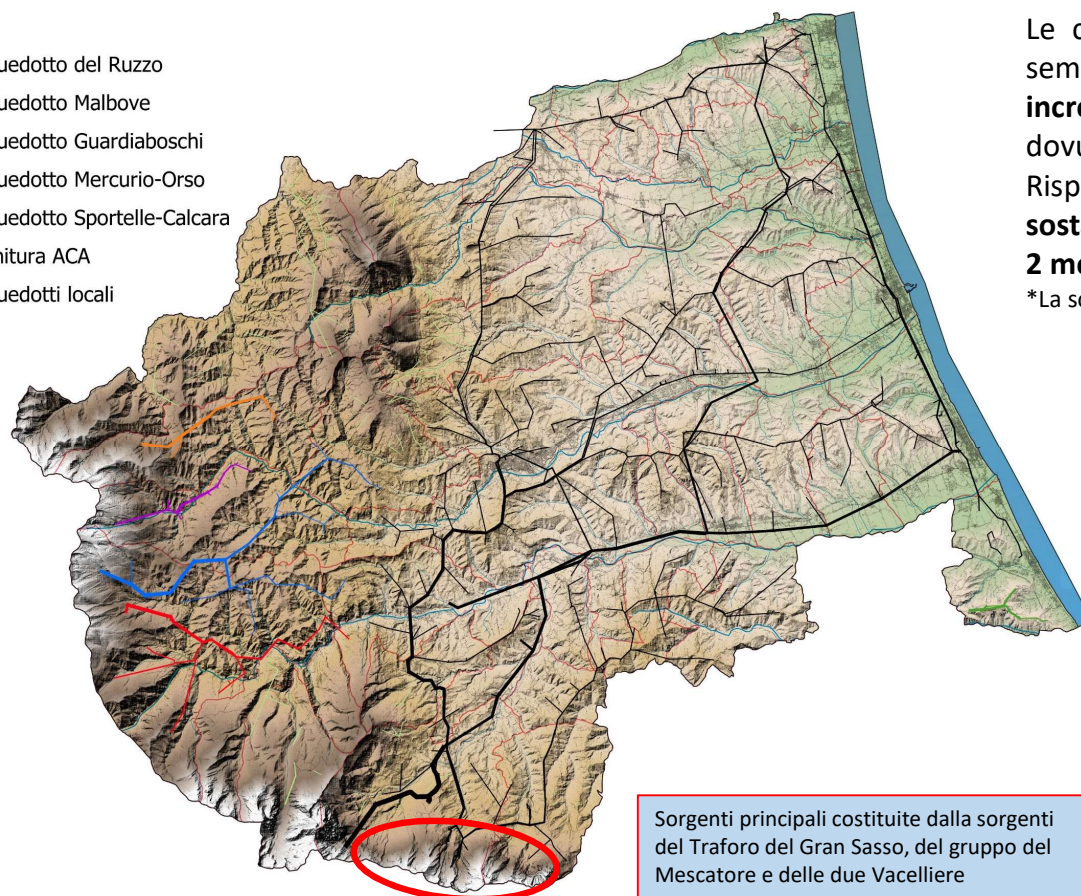 uedotto del Ruzzo
uedotto Malbove
uedotto Guardiaboschi
uedotto Mercurio-Orso
uedotto Sportelle-Calcara
nitura ACA
uedotti locali
Le c
sem
incre
dovu
Risp
sost
2 me
*La so
Sorgenti principali costituite dalla sorgenti
del Traforo del Gran Sasso, del gruppo del
Mescatore e delle due Vacelliere